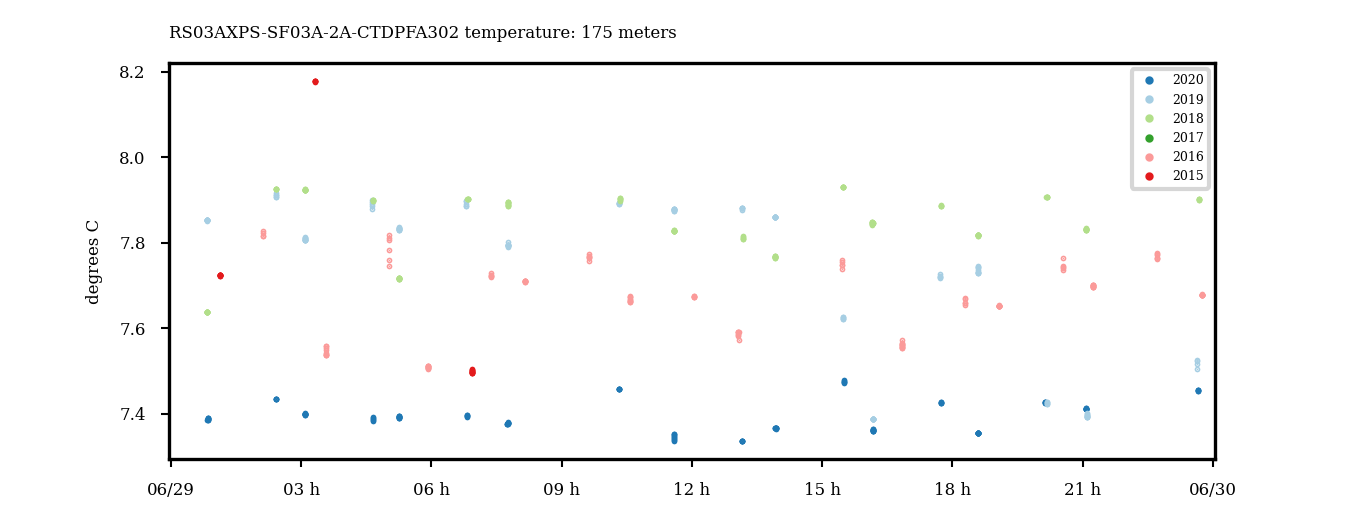 RS03AXPS-SF03A-2A-CTDPFA302 temperature: 175 meters
degrees C
8.2
8.0
7.8
7.6
7.4
06/29
03 h
06 h
09 h
12 h
15 h
18 h
21 h
06/30
2020
2019
2018
2017
2016
2015